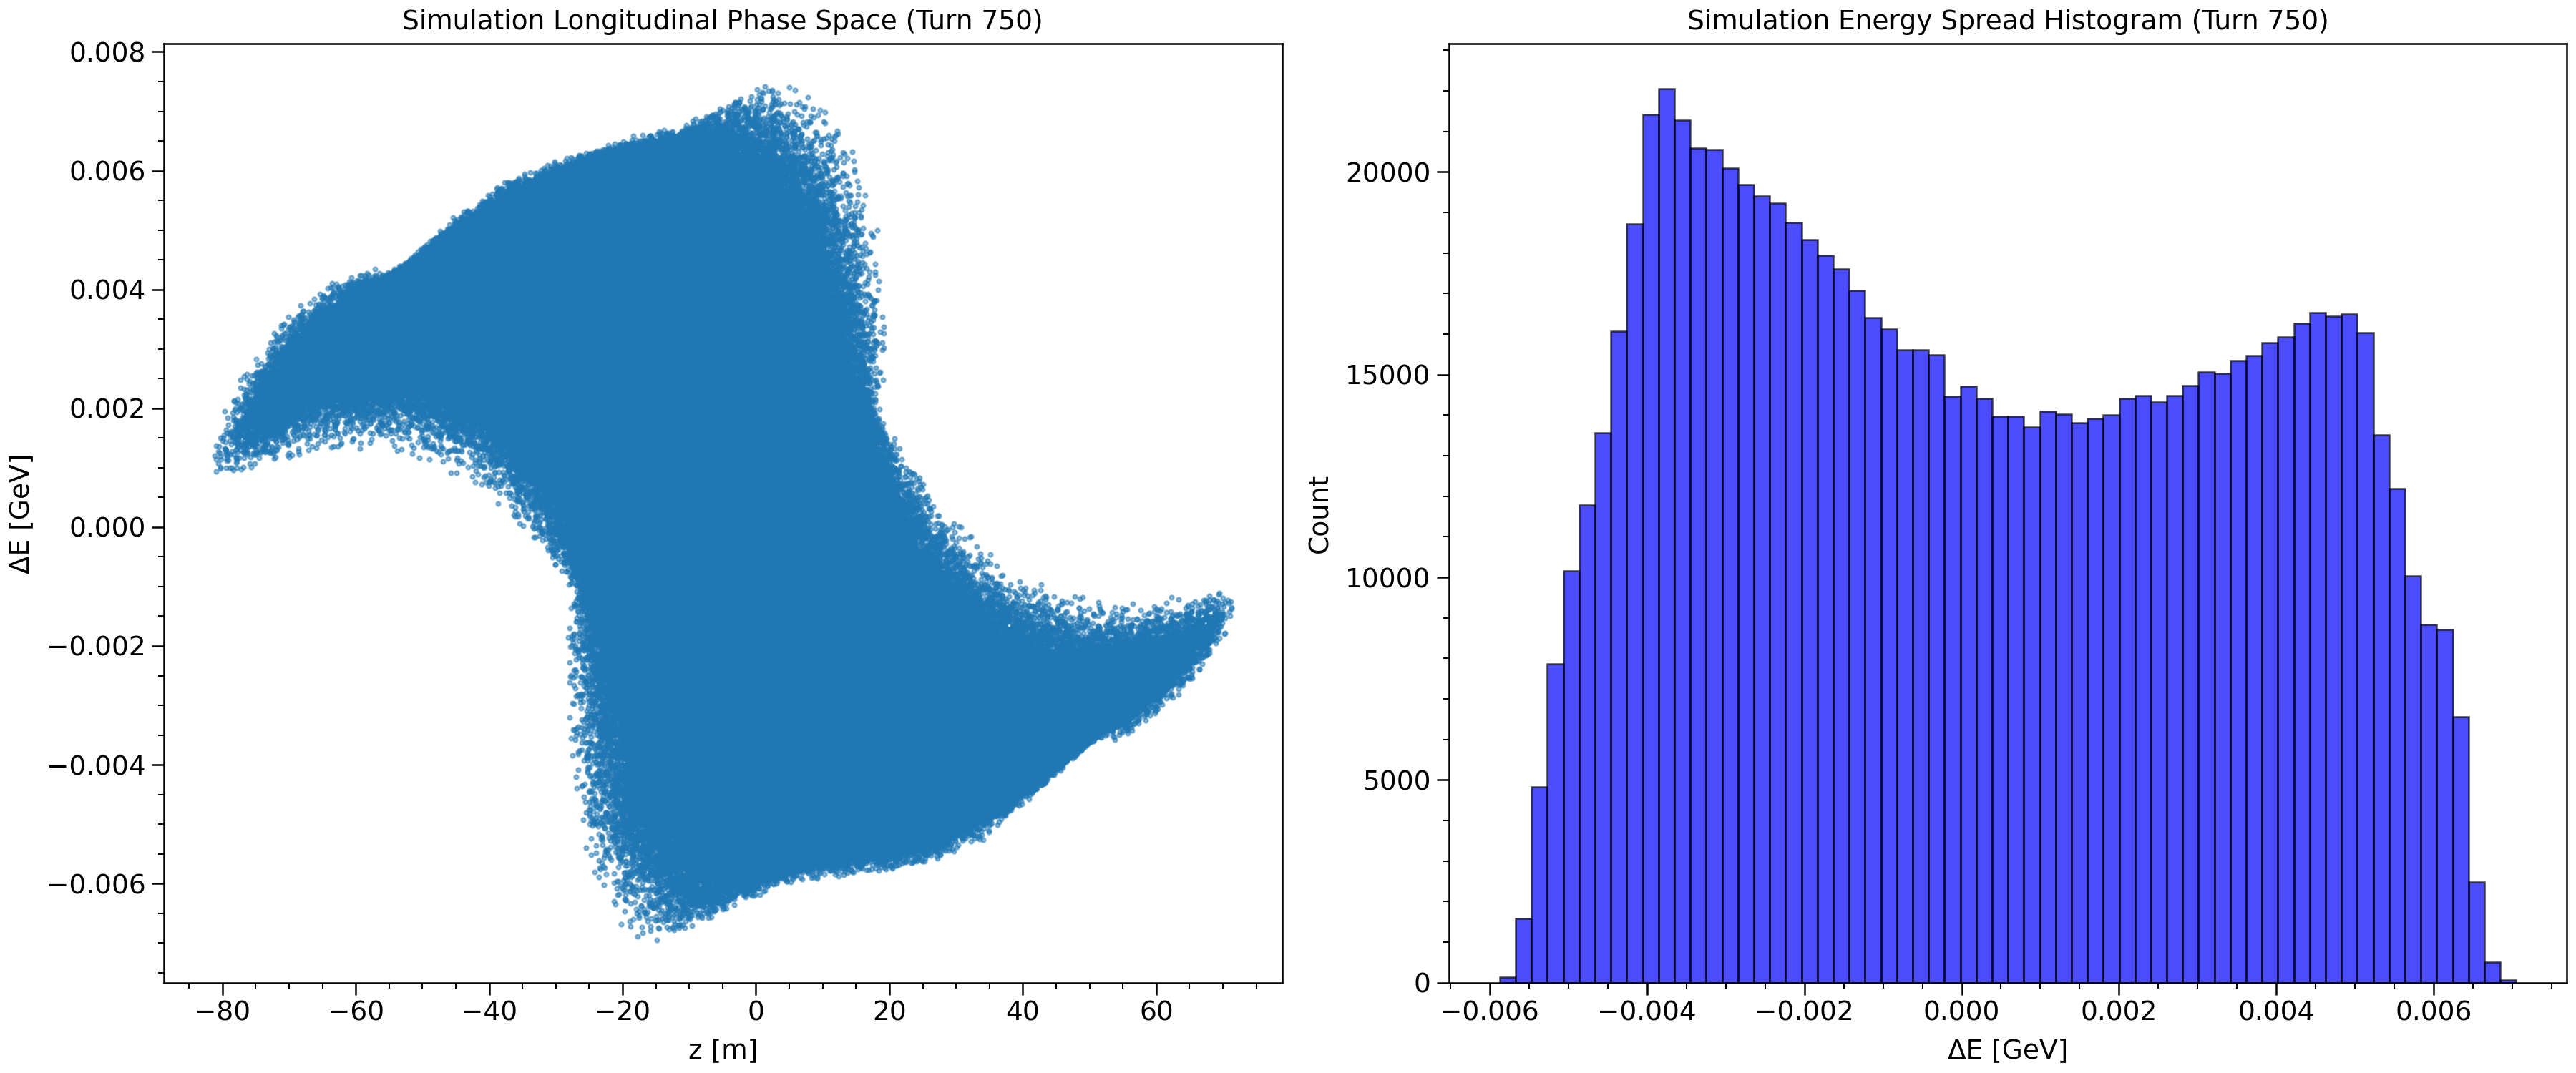 Simulation Longitudinal Phase Space (Turn 750)
0.008
0.006
0.004
0.002
0.000
−0.002
−0.004
−0.006
ΔE [GeV]
−80 −60 −40 −20 0 20 40 60
z [m]
Simulation Energy Spread Histogram (Turn 750)
20000
15000
10000
5000
0
Count
−0.006 −0.004 −0.002 0.000 0.002 0.004 0.006
ΔE [GeV]